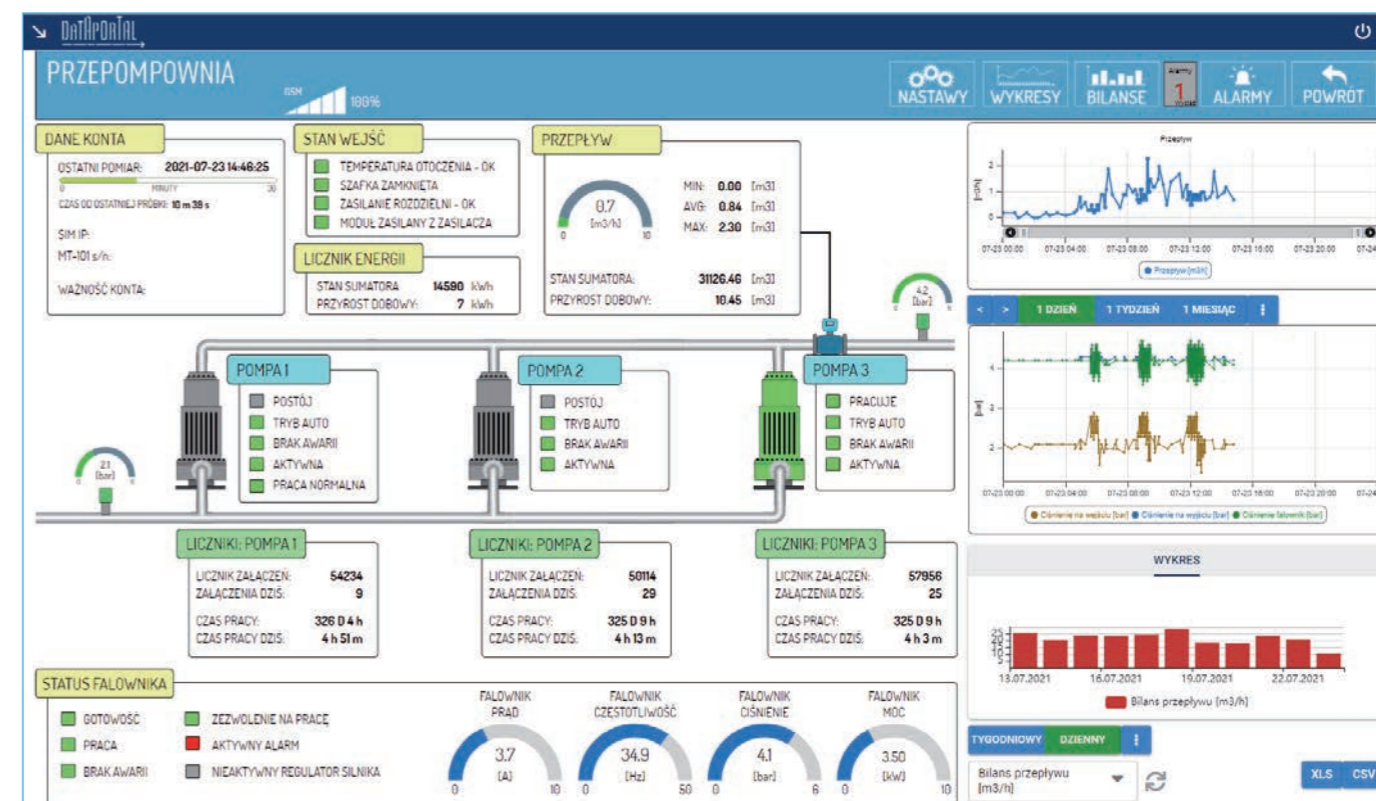 DATAPORTAL
PRZEPOMPOWNIA
GSM
100%
NASTAWY
WYKRESY
BILANSE
Alarmy
1
ALARMY
POWRÓT
DANE KONTA
OSTATNI POMIAR: 2021-07-23 14:46:25
0 MINUTY 30
CZAS OD OSTATNIEJ PRÓBKI: 10 m 38 s
SIM IP:
MT-101 s/n:
WAŻNOŚĆ KONTA:
STAN WEJŚĆ
TEMPERATURA OTOCZENIA - OK
SZAFKA ZAMKNIĘTA
ZASILANIE ROZDZIELNI - OK
MODUŁ ZASILANY Z ZASILACZA
LICZNIK ENERGII
STAN SUMATORA 14590 kWh
PRZYROST DOBOWY: 7 kWh
PRZEPŁYW
0.7
[m3/h]
0 10
MIN: 0.00 [m3]
AVG: 0.84 [m3]
MAX: 2.30 [m3]
STAN SUMATORA: 31126.46 [m3]
PRZYROST DOBOWY: 10.45 [m3]
4.2
[bar]
2.1
[bar]
POMPA 1
POSTÓJ
TRYB AUTO
BRAK AWARII
AKTYWNA
PRACA NORMALNA
POMPA 2
POSTÓJ
TRYB AUTO
BRAK AWARII
AKTYWNA
POMPA 3
PRACUJE
TRYB AUTO
BRAK AWARII
AKTYWNA
LICZNIKI: POMPA 1
LICZNIK ZAŁĄCZEŃ: 54234
ZAŁĄCZENIA DZIŚ: 9
CZAS PRACY: 326 D 4 h
CZAS PRACY DZIŚ: 4 h 51 m
LICZNIKI: POMPA 2
LICZNIK ZAŁĄCZEŃ: 50114
ZAŁĄCZENIA DZIŚ: 29
CZAS PRACY: 325 D 9 h
CZAS PRACY DZIŚ: 4 h 13 m
LICZNIKI: POMPA 3
LICZNIK ZAŁĄCZEŃ: 57956
ZAŁĄCZENIA DZIŚ: 25
CZAS PRACY: 325 D 9 h
CZAS PRACY DZIŚ: 4 h 3 m
STATUS FALOWNIKA
GOTOWOŚĆ
PRACA
BRAK AWARII
ZEZWOLENIE NA PRACĘ
AKTYWNY ALARM
NIEAKTYWNY REGULATOR SILNIKA
FALOWNIK
PRĄD
3.7
[A]
0 10
FALOWNIK
CZĘSTOTLIWOŚĆ
34.9
[Hz]
0 50
FALOWNIK
CIŚNIENIE
4.1
[bar]
0 6
FALOWNIK
MOC
3.50
[kW]
0 10
Przepływ
[m3/h]
2
1
0
07-23 00:00 07-23 04:00 07-23 08:00 07-23 12:00 07-23 16:00 07-23 20:00 07-24
Przepływ [m3/h]
< > 1 DZIEŃ 1 TYDZIEŃ 1 MIESIĄC
[bar]
4
3
2
07-23 00:00 07-23 04:00 07-23 08:00 07-23 12:00 07-23 16:00 07-23 20:00 07-24
Ciśnienie na wejściu [bar] Ciśnienie na wyjściu [bar] Ciśnienie falownik [bar]
WYKRES
25
15
10
5
13.07.2021 16.07.2021 19.07.2021 22.07.2021
Bilans przepływu [m3/h]
TYGODNIOWY DZIENNY
Bilans przepływu
[m3/h]
XLS CSV